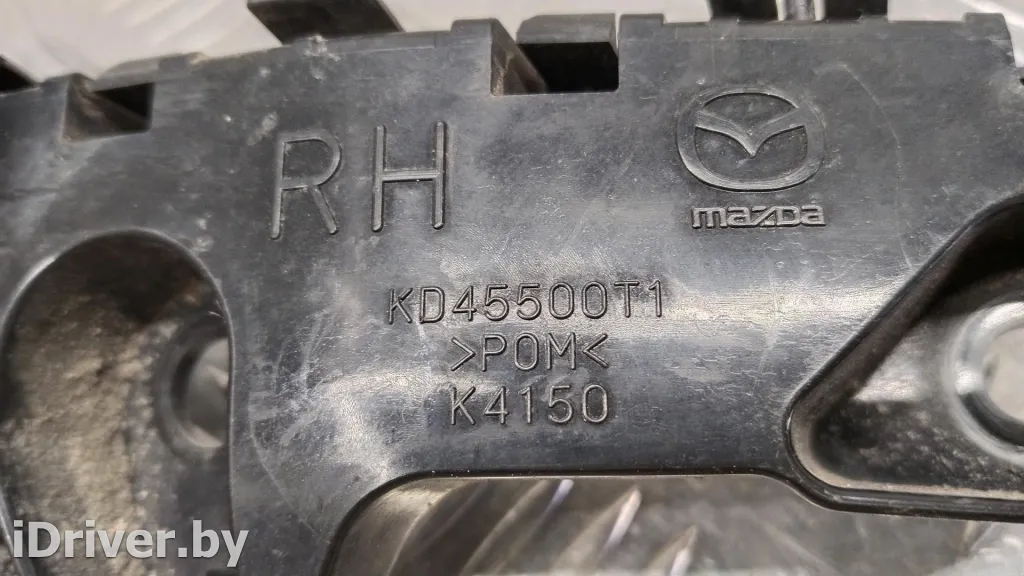 RH
mazda
KD45500T1
>POM<
K4150
iDriver.by